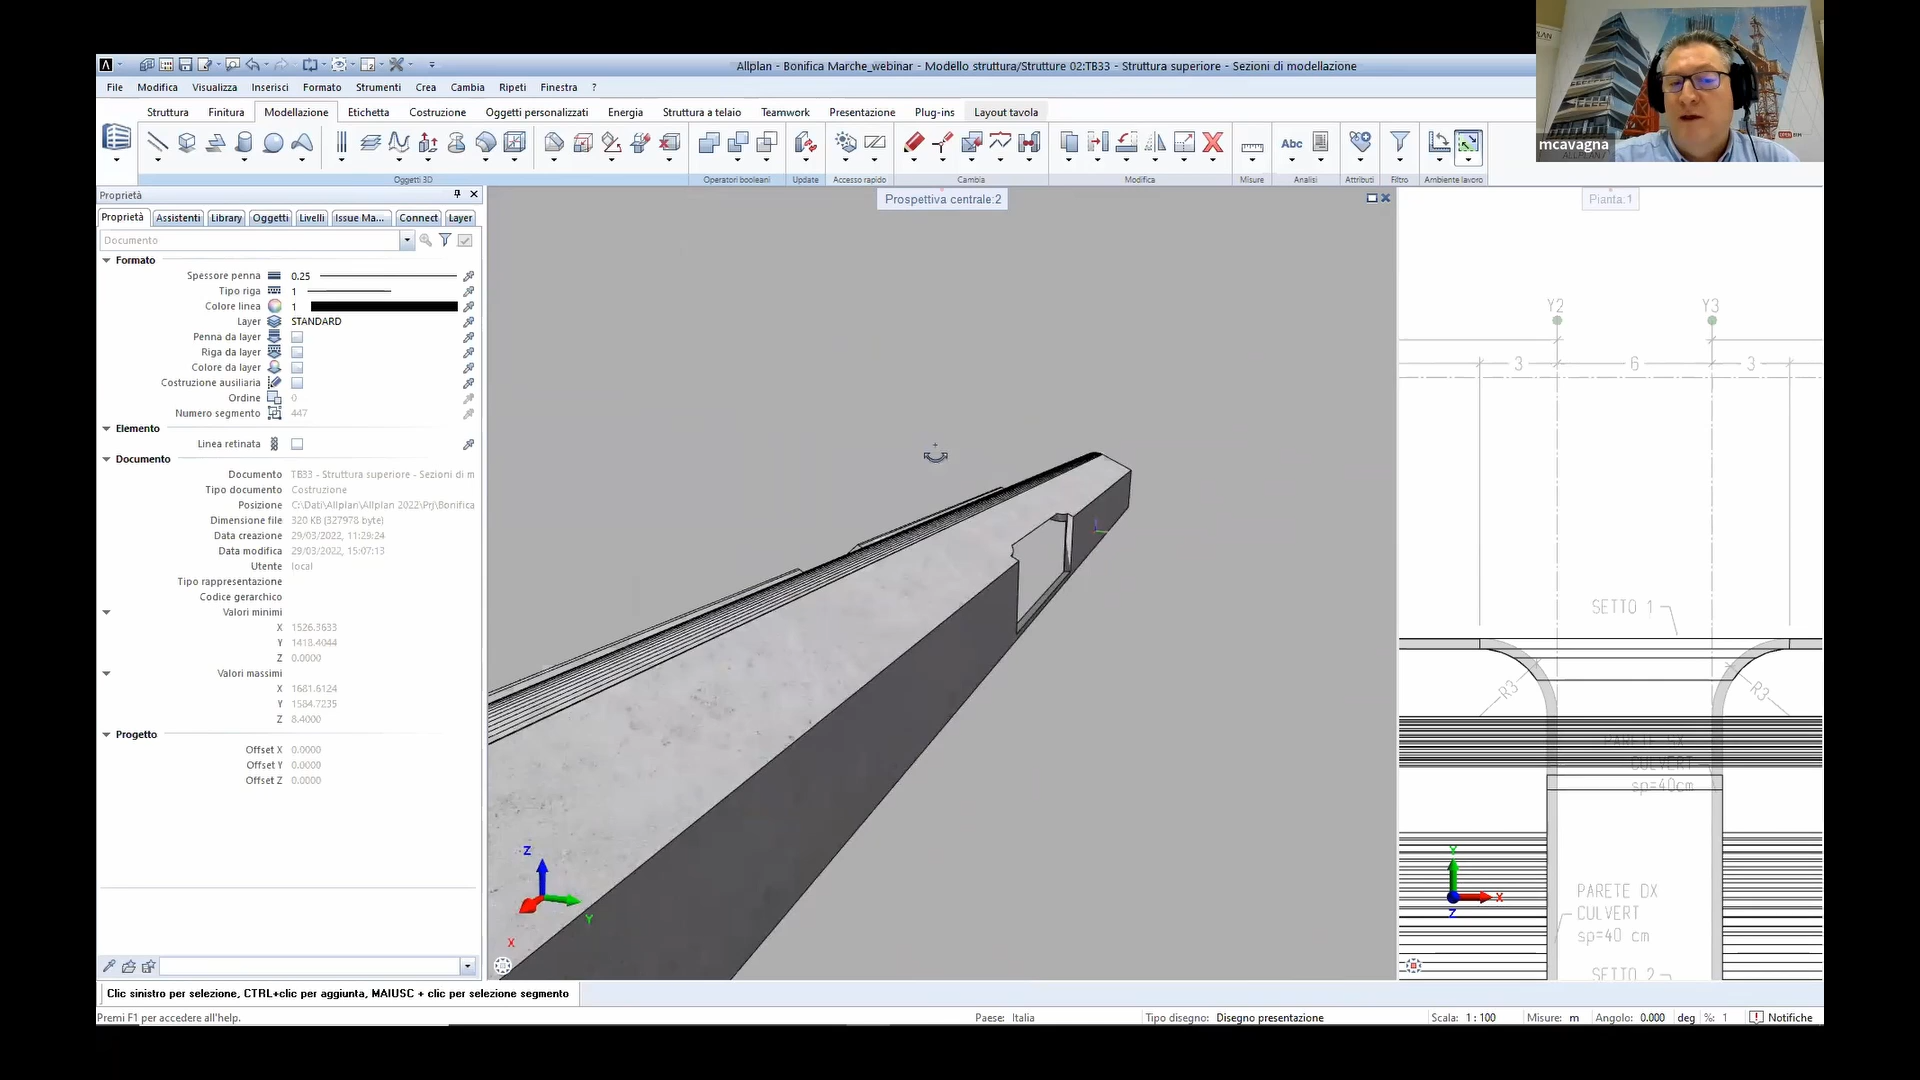 Allplan - Bonifica Marche_webinar - Modello struttura/Strutture 02:TB33 - Struttura superiore - Sezioni di modellazione
File Modifica Visualizza Inserisci Formato Strumenti Crea Cambia Ripeti Finestra ?
Struttura Finitura Modellazione Etichetta Costruzione Oggetti personalizzati Energia Struttura a telaio Teamwork Presentazione Plug-ins Layout tavola
Abc
Oggetti 3D Operatori booleani Update Accesso rapido Cambia Modifica Misure Analisi Attributi Filtro Ambiente lavoro
mcavagna
Proprietà
Proprietà Assistenti Library Oggetti Livelli Issue Ma... Connect Layer
Documento
Formato
Spessore penna 0.25
Tipo riga 1
Colore linea 1
Layer STANDARD
Penna da layer
Riga da layer
Colore da layer
Costruzione ausiliaria
Ordine 0
Numero segmento 447
Elemento
Linea retinata
Documento
Documento TB33 - Struttura superiore - Sezioni di m
Tipo documento Costruzione
Posizione C:\Dati\Allplan\Allplan 2022\Prj\Bonifica
Dimensione file 320 KB (327978 byte)
Data creazione 29/03/2022, 11:29:24
Data modifica 29/03/2022, 15:07:13
Utente local
Tipo rappresentazione
Codice gerarchico
Valori minimi
X 1526.3633
Y 1418.4044
Z 0.0000
Valori massimi
X 1681.6124
Y 1584.7235
Z 8.4000
Progetto
Offset X 0.0000
Offset Y 0.0000
Offset Z 0.0000
Prospettiva centrale:2
Z
Y
X
Pianta:1
Y2 Y3
3 6 3
SETTO 1
R3 R3
PARETE SX
CULVERT
sp=40cm
Y
X
Z
PARETE DX
CULVERT
sp=40 cm
SETTO 2
Clic sinistro per selezione, CTRL+clic per aggiunta, MAIUSC + clic per selezione segmento
Premi F1 per accedere all'help.
Paese: Italia Tipo disegno: Disegno presentazione Scala: 1 : 100 Misure: m Angolo: 0.000 deg %: 1 Notifiche